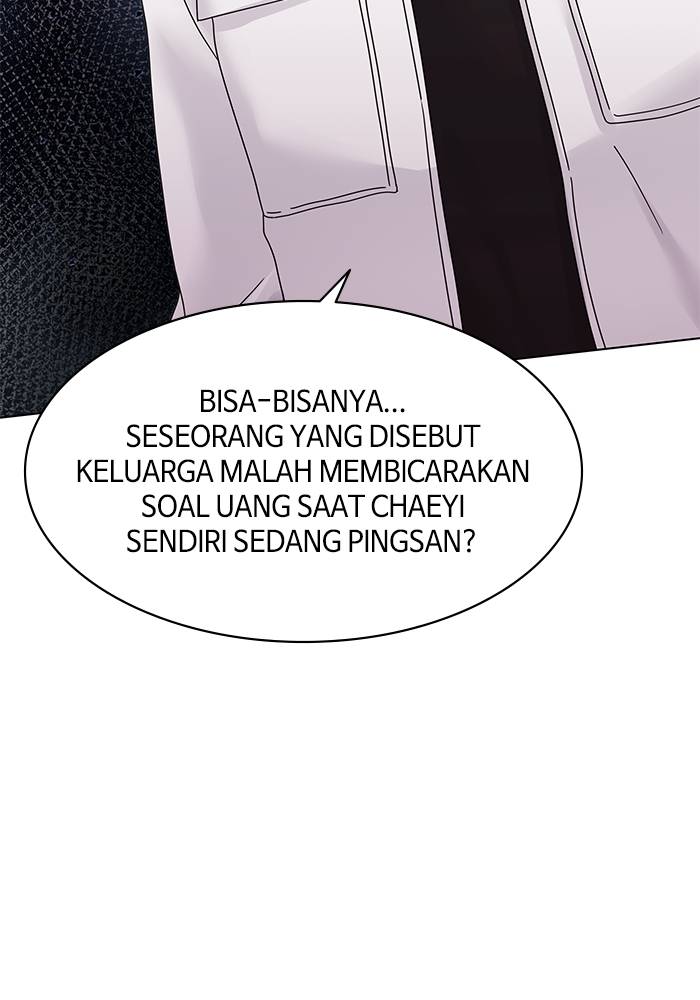 BISA-BISANYA...
SESEORANG YANG DISEBUT
KELUARGA MALAH MEMBICARAKAN
SOAL UANG SAAT CHAEYI
SENDIRI SEDANG PINGSAN?